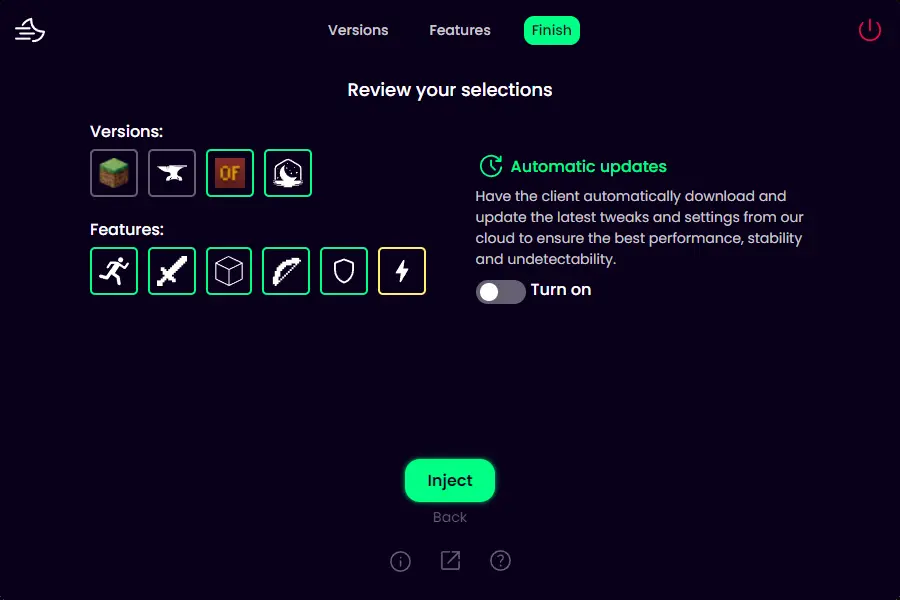 Versions
Features
Finish
Review your selections
Versions:
OF
Automatic updates
Have the client automatically download and
update the latest tweaks and settings from our
cloud to ensure the best performance, stability
and undetectability.
Turn on
Features:
Inject
Back